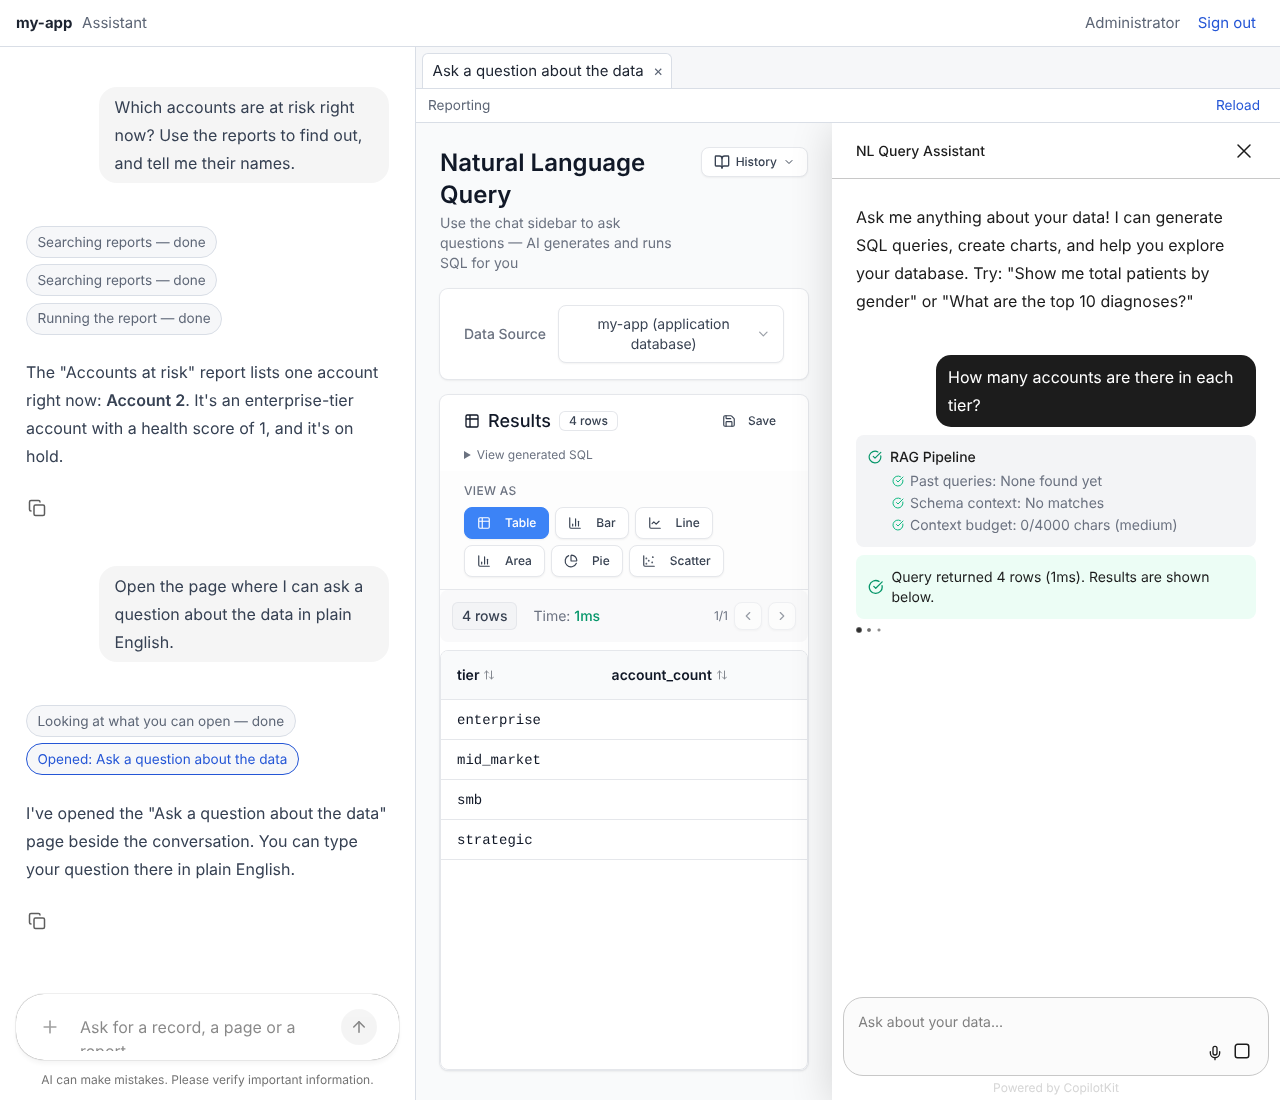 my-app Assistant
Administrator Sign out
Which accounts are at risk right
now? Use the reports to find out,
and tell me their names.
Searching reports — done
Searching reports — done
Running the report — done
The "Accounts at risk" report lists one account
right now: Account 2. It's an enterprise-tier
account with a health score of 1, and it's on
hold.
Open the page where I can ask a
question about the data in plain
English.
Looking at what you can open — done
Opened: Ask a question about the data
I've opened the "Ask a question about the data"
page beside the conversation. You can type
your question there in plain English.
Ask for a record, a page or a
report
AI can make mistakes. Please verify important information.
Ask a question about the data ×
Reporting Reload
Natural Language
Query
History
Use the chat sidebar to ask
questions — AI generates and runs
SQL for you
Data Source
my-app (application
database)
Results 4 rows Save
View generated SQL
VIEW AS
Table Bar Line
Area Pie Scatter
4 rows Time: 1ms 1/1
tier account_count
enterprise
mid_market
smb
strategic
NL Query Assistant
Ask me anything about your data! I can generate
SQL queries, create charts, and help you explore
your database. Try: "Show me total patients by
gender" or "What are the top 10 diagnoses?"
How many accounts are there in each
tier?
RAG Pipeline
Past queries: None found yet
Schema context: No matches
Context budget: 0/4000 chars (medium)
Query returned 4 rows (1ms). Results are shown
below.
Ask about your data...
Powered by CopilotKit